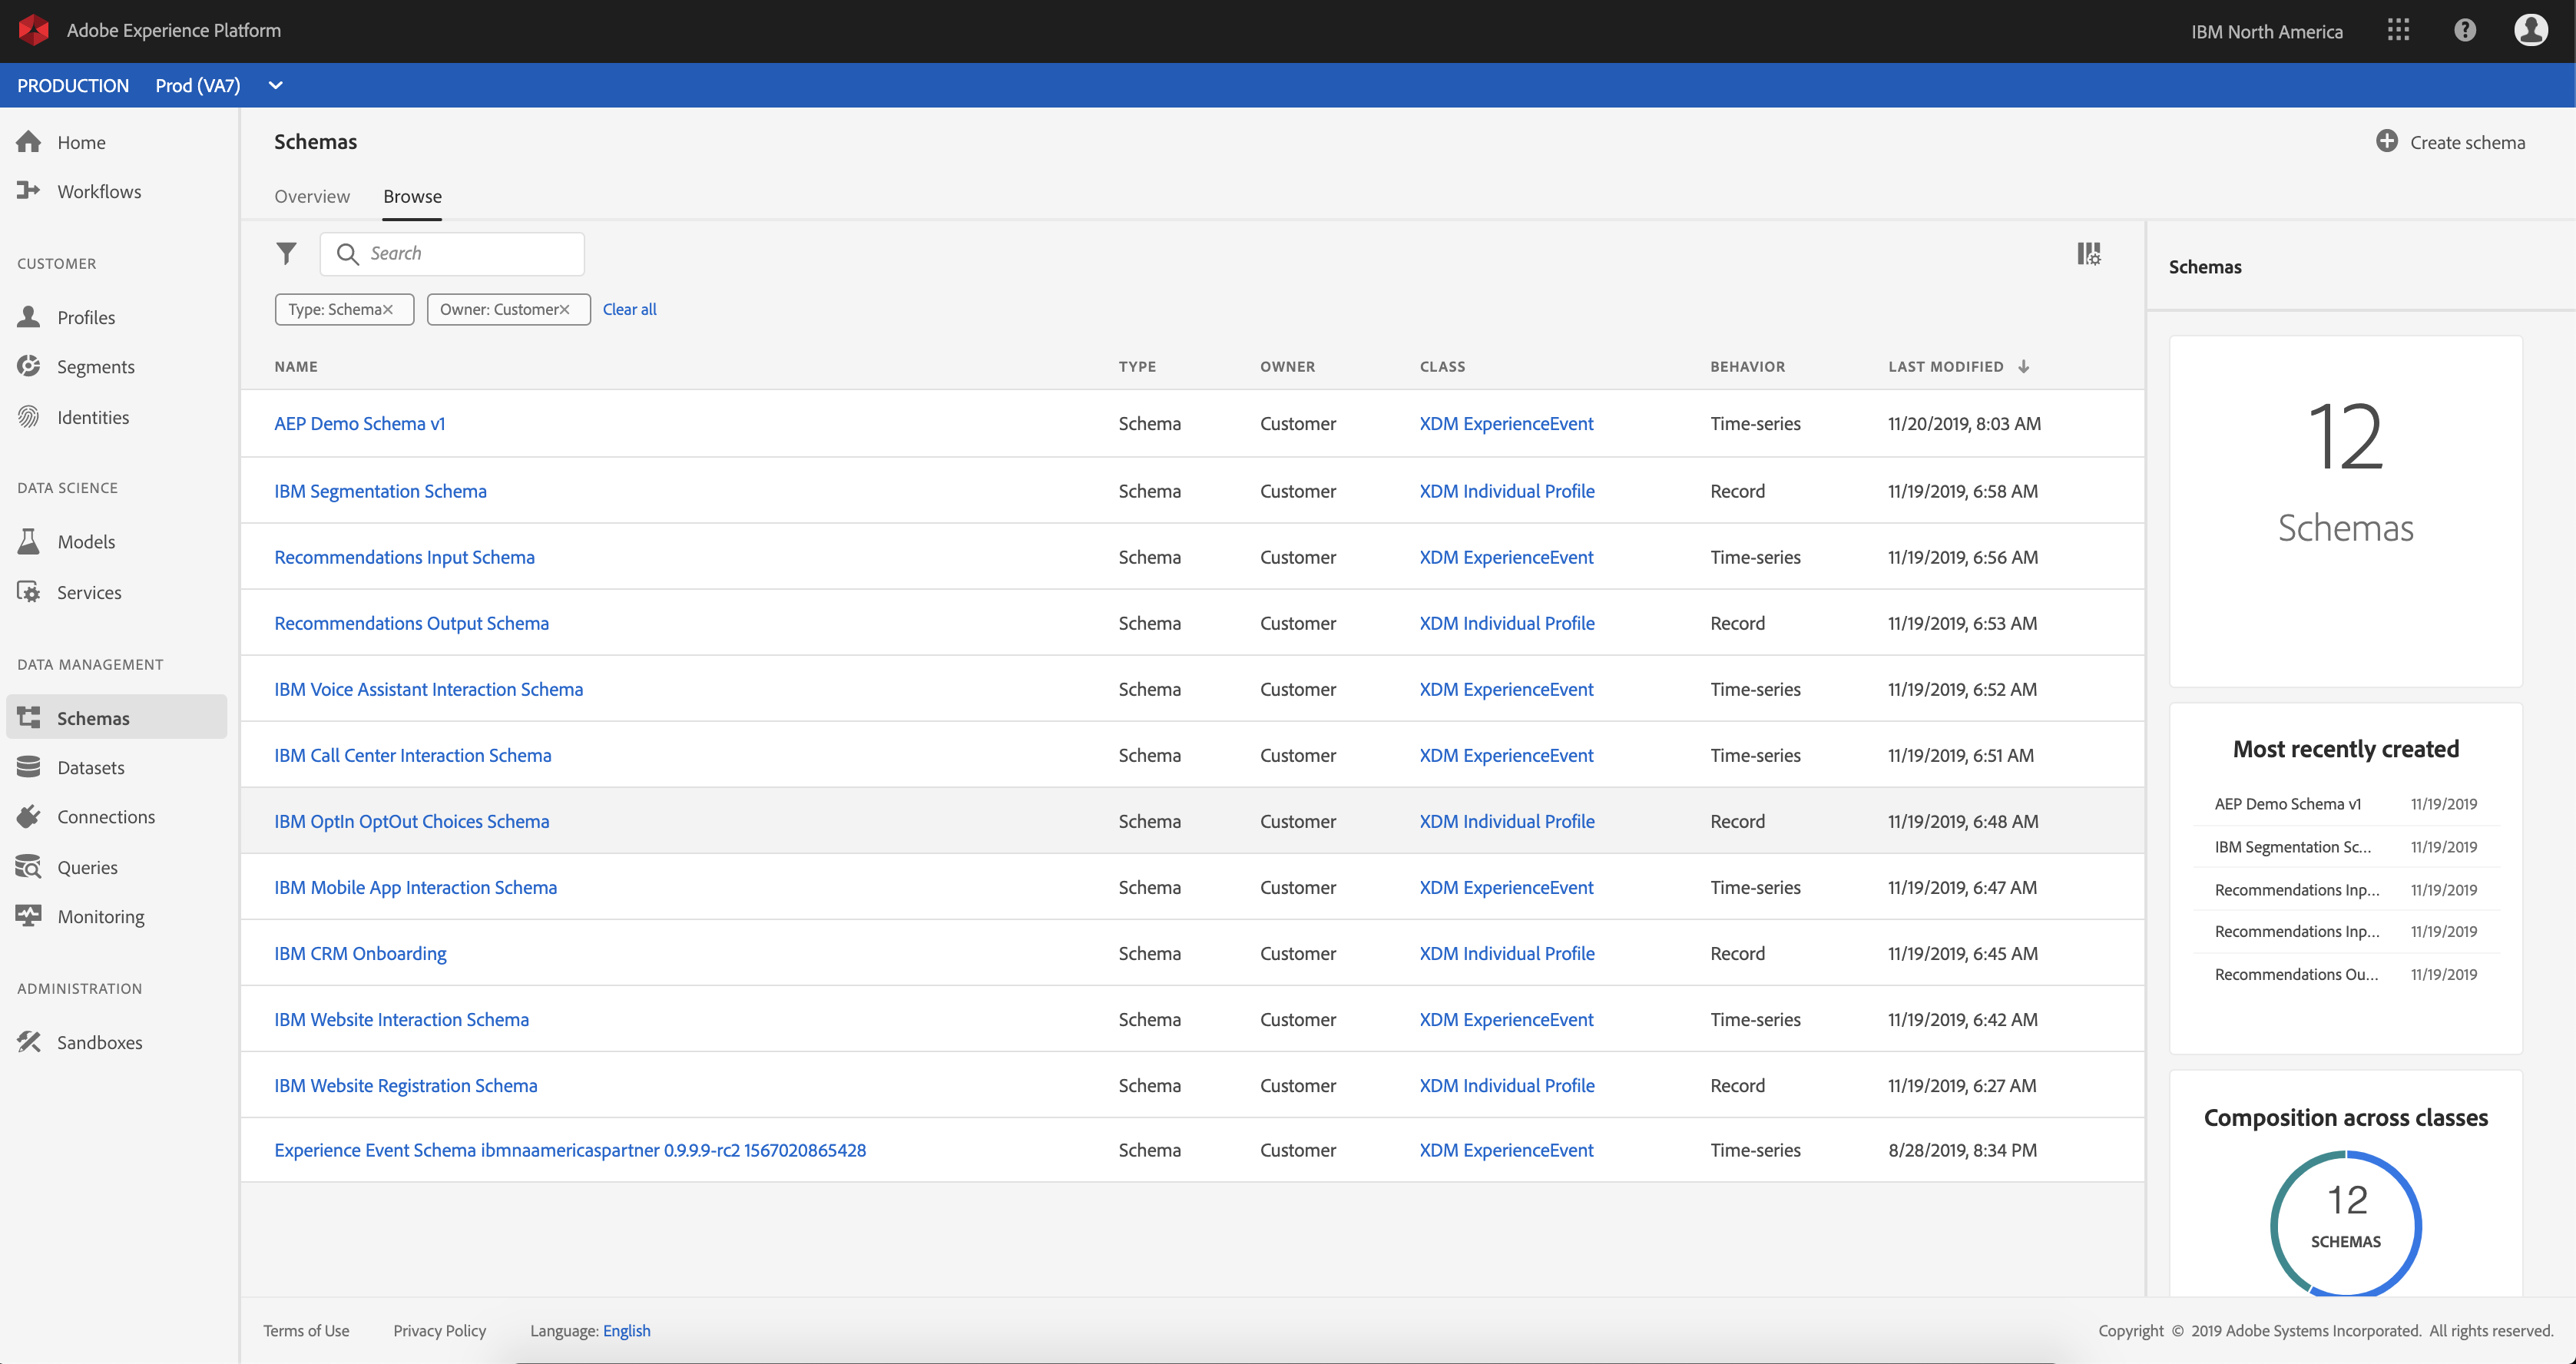 Adobe Experience Platform
IBM North America
PRODUCTION Prod (VA7)
Home
Workflows
CUSTOMER
Profiles
Segments
Identities
DATA SCIENCE
Models
Services
DATA MANAGEMENT
Schemas
Datasets
Connections
Queries
Monitoring
ADMINISTRATION
Sandboxes
Schemas
Create schema
Overview Browse
Search
Type: Schema× Owner: Customer× Clear all
NAME TYPE OWNER CLASS BEHAVIOR LAST MODIFIED
AEP Demo Schema v1 Schema Customer XDM ExperienceEvent Time-series 11/20/2019, 8:03 AM
IBM Segmentation Schema Schema Customer XDM Individual Profile Record 11/19/2019, 6:58 AM
Recommendations Input Schema Schema Customer XDM ExperienceEvent Time-series 11/19/2019, 6:56 AM
Recommendations Output Schema Schema Customer XDM Individual Profile Record 11/19/2019, 6:53 AM
IBM Voice Assistant Interaction Schema Schema Customer XDM ExperienceEvent Time-series 11/19/2019, 6:52 AM
IBM Call Center Interaction Schema Schema Customer XDM ExperienceEvent Time-series 11/19/2019, 6:51 AM
IBM OptIn OptOut Choices Schema Schema Customer XDM Individual Profile Record 11/19/2019, 6:48 AM
IBM Mobile App Interaction Schema Schema Customer XDM ExperienceEvent Time-series 11/19/2019, 6:47 AM
IBM CRM Onboarding Schema Customer XDM Individual Profile Record 11/19/2019, 6:45 AM
IBM Website Interaction Schema Schema Customer XDM ExperienceEvent Time-series 11/19/2019, 6:42 AM
IBM Website Registration Schema Schema Customer XDM Individual Profile Record 11/19/2019, 6:27 AM
Experience Event Schema ibmnaamericaspartner 0.9.9.9-rc2 1567020865428 Schema Customer XDM ExperienceEvent Time-series 8/28/2019, 8:34 PM
Schemas
12
Schemas
Most recently created
AEP Demo Schema v1 11/19/2019
IBM Segmentation Sc... 11/19/2019
Recommendations Inp... 11/19/2019
Recommendations Inp... 11/19/2019
Recommendations Ou... 11/19/2019
Composition across classes
12
SCHEMAS
Terms of Use Privacy Policy Language: English
Copyright © 2019 Adobe Systems Incorporated. All rights reserved.